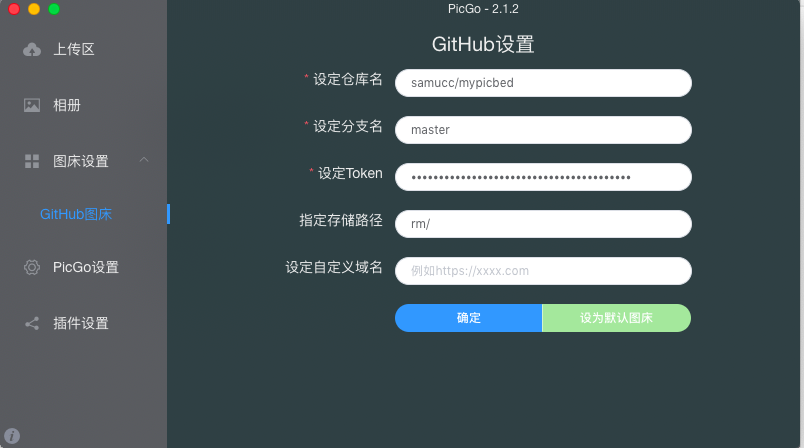 PicGo - 2.1.2
上传区
相册
图床设置
GitHub图床
PicGo设置
插件设置
GitHub设置
* 设定仓库名
samucc/mypicbed
* 设定分支名
master
* 设定Token
••••••••••••••••••••••••••••••••••••••••
指定存储路径
rm/
设定自定义域名
例如https://xxxx.com
确定
设为默认图床